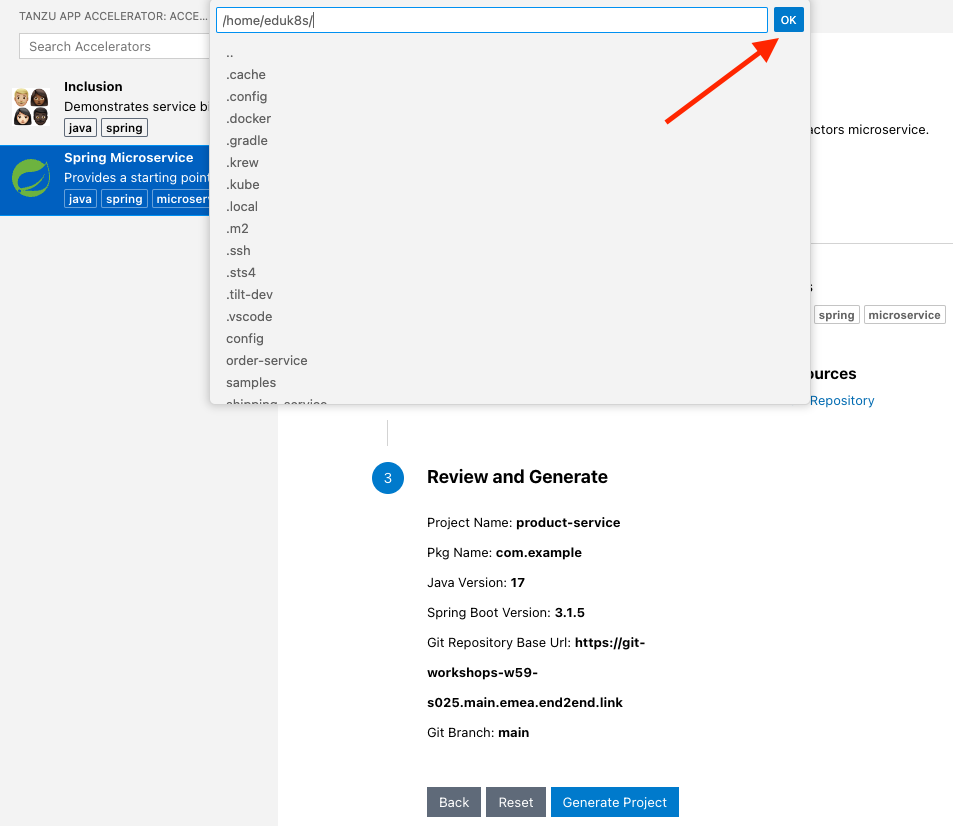 TANZU APP ACCELERATOR: ACCE...
Search Accelerators
Inclusion
Demonstrates service bi
java
spring
Spring Microservice
Provides a starting point
java
spring
microserv
/home/eduk8s/
OK
..
.cache
.config
.docker
.gradle
.krew
.kube
.local
.m2
.ssh
.sts4
.tilt-dev
.vscode
config
order-service
samples
shipping-service
actors microservice.
spring
microservice
ources
Repository
3
Review and Generate
Project Name: product-service
Pkg Name: com.example
Java Version: 17
Spring Boot Version: 3.1.5
Git Repository Base Url: https://git-
workshops-w59-
s025.main.emea.end2end.link
Git Branch: main
Back
Reset
Generate Project